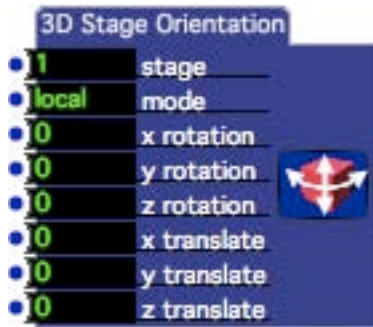 3D Stage Orientation
1 stage
local mode
0 x rotation
0 y rotation
0 z rotation
0 x translate
0 y translate
0 z translate